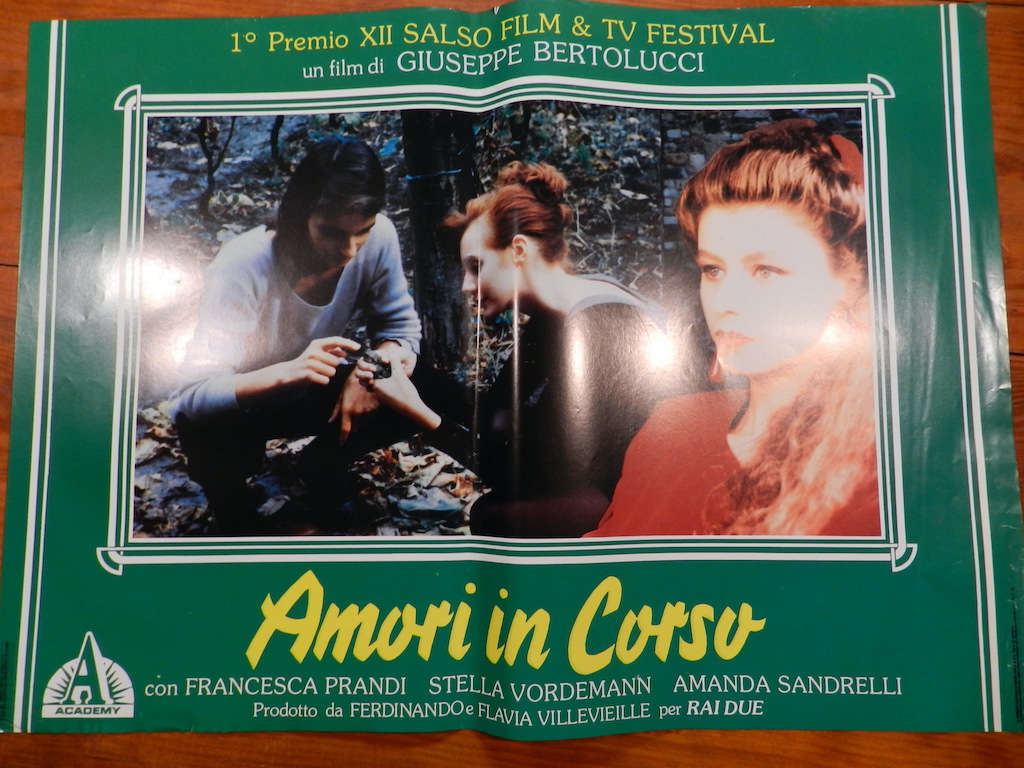 1° Premio XII SALSO FILM & TV FESTIVAL
un film di GIUSEPPE BERTOLUCCI
Amori in Corso
con FRANCESCA PRANDI STELLA VORDEMANN AMANDA SANDRELLI
Prodotto da FERDINANDO e FLAVIA VILLEVIEILLE per RAI DUE
A
ACADEMY